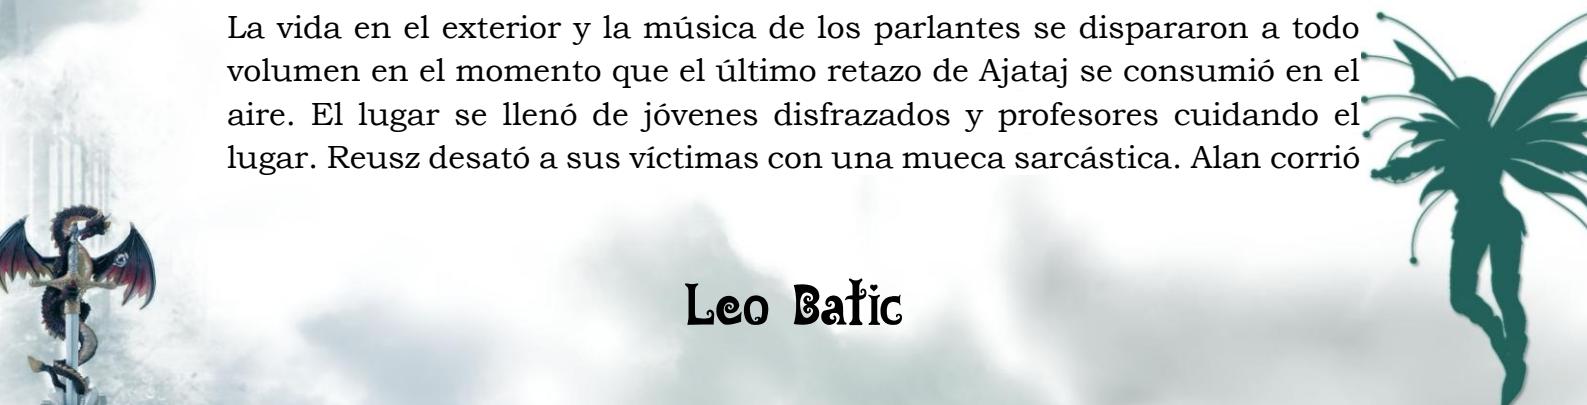 La vida en el exterior y la música de los parlantes se dispararon a todo
volumen en el momento que el último retazo de Ajataj se consumió en el
aire. El lugar se llenó de jóvenes disfrazados y profesores cuidando el
lugar. Reusz desató a sus víctimas con una mueca sarcástica. Alan corrió
Leo Batic